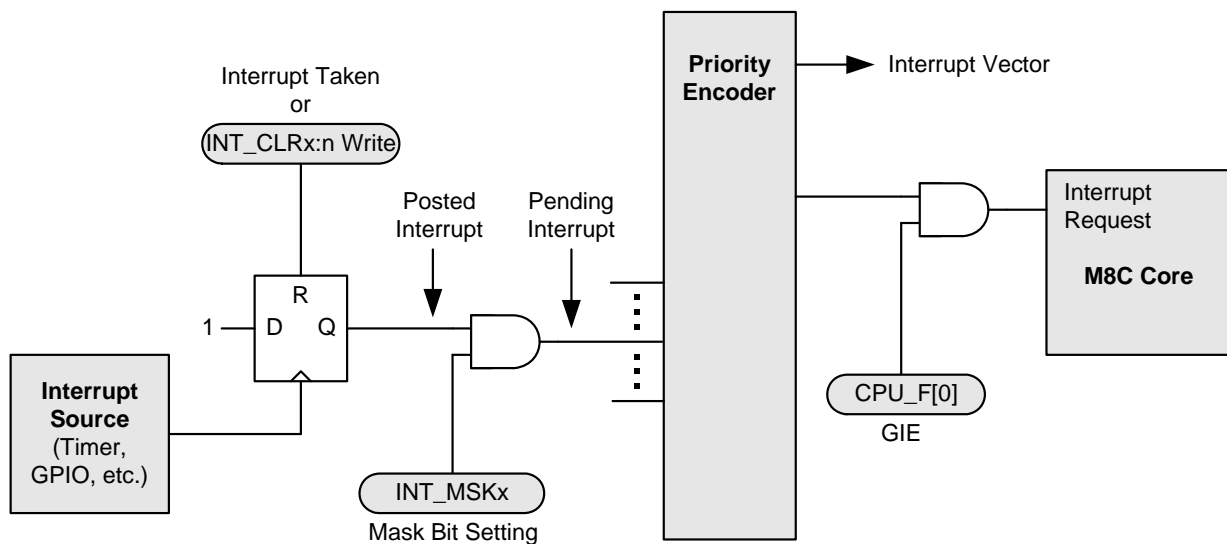 Interrupt Taken
or
INT_CLRx:n Write
Priority
Encoder
Interrupt Vector
Posted
Interrupt
Pending
Interrupt
Interrupt
Request
M8C Core
R
1
D
Q
Interrupt
Source
(Timer,
GPIO, etc.)
CPU_F[0]
GIE
INT_MSKx
Mask Bit Setting